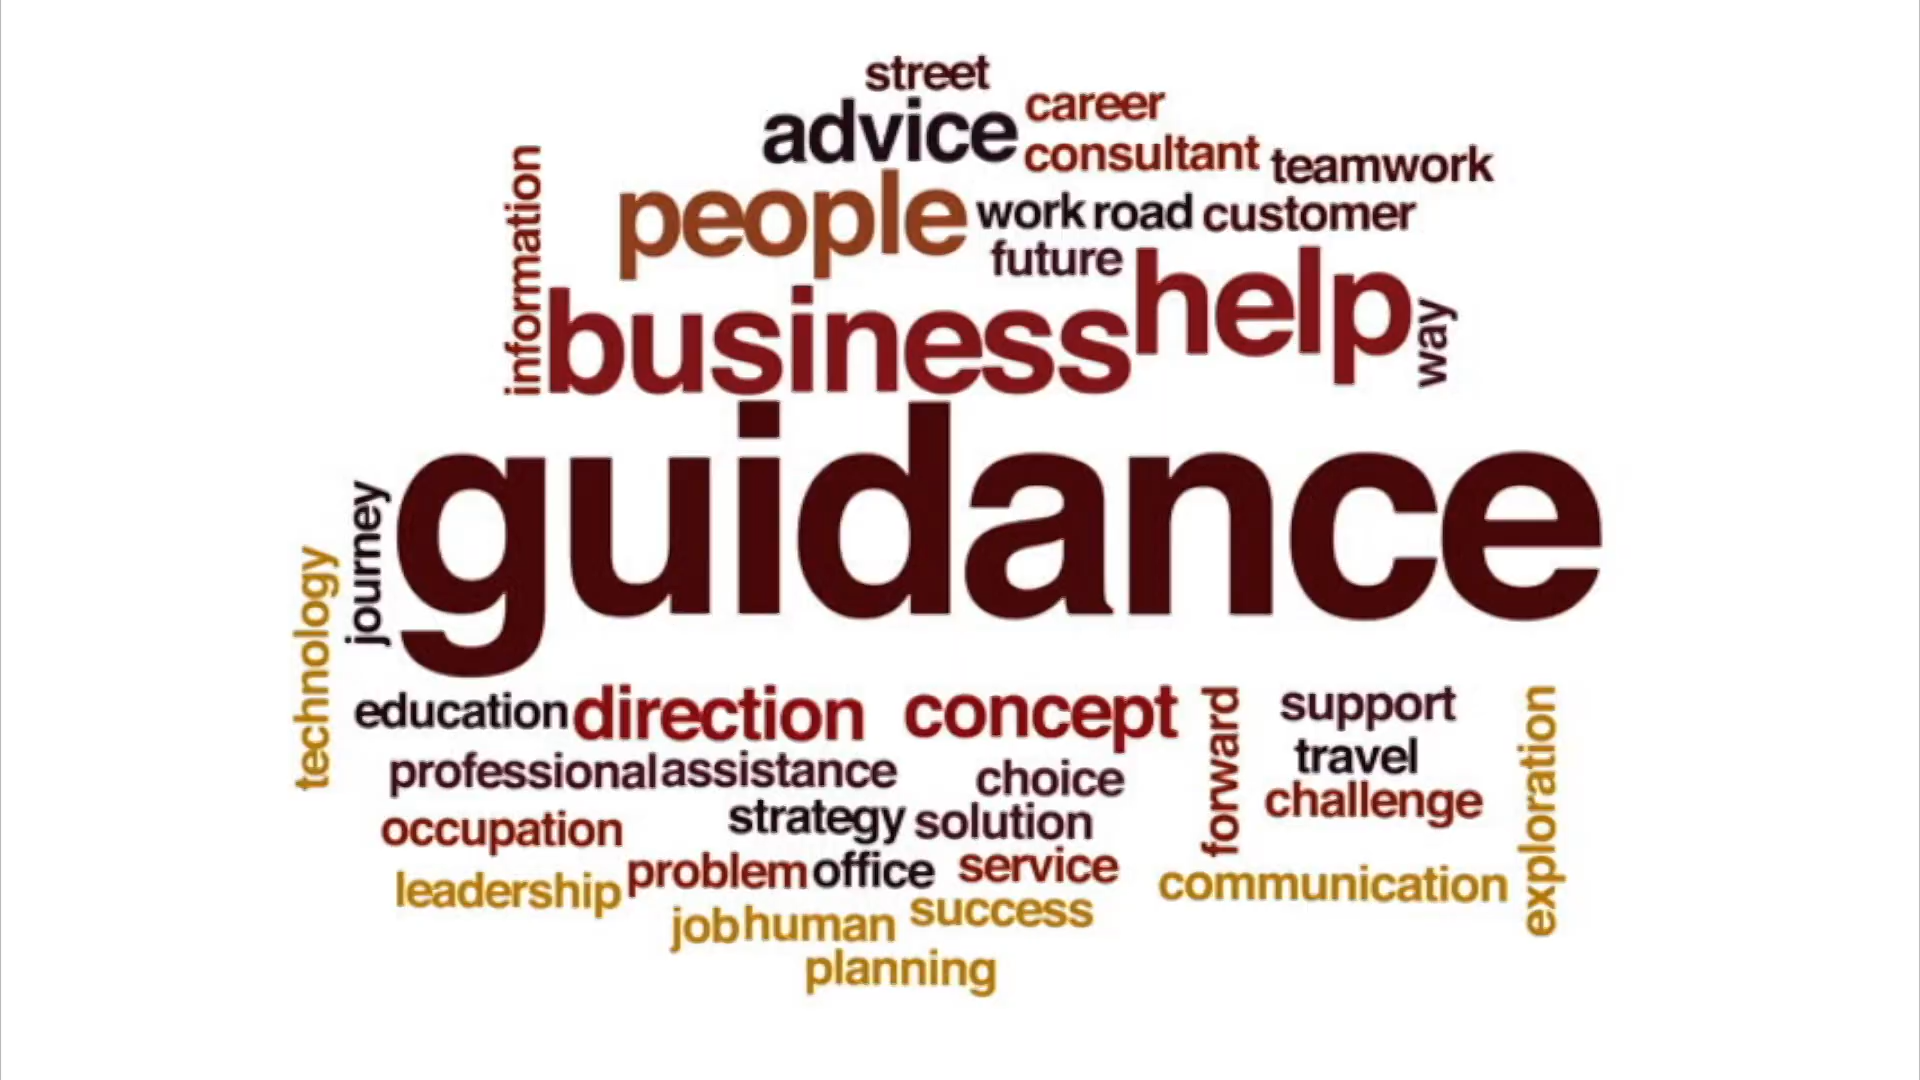 street
advice career
consultant teamwork
people work road customer
future
information
business help
way
guidance
journey
technology
education direction concept
forward
support
exploration
professional assistance choice
travel
challenge
strategy solution
occupation
problem office service
leadership
communication
job human success
planning